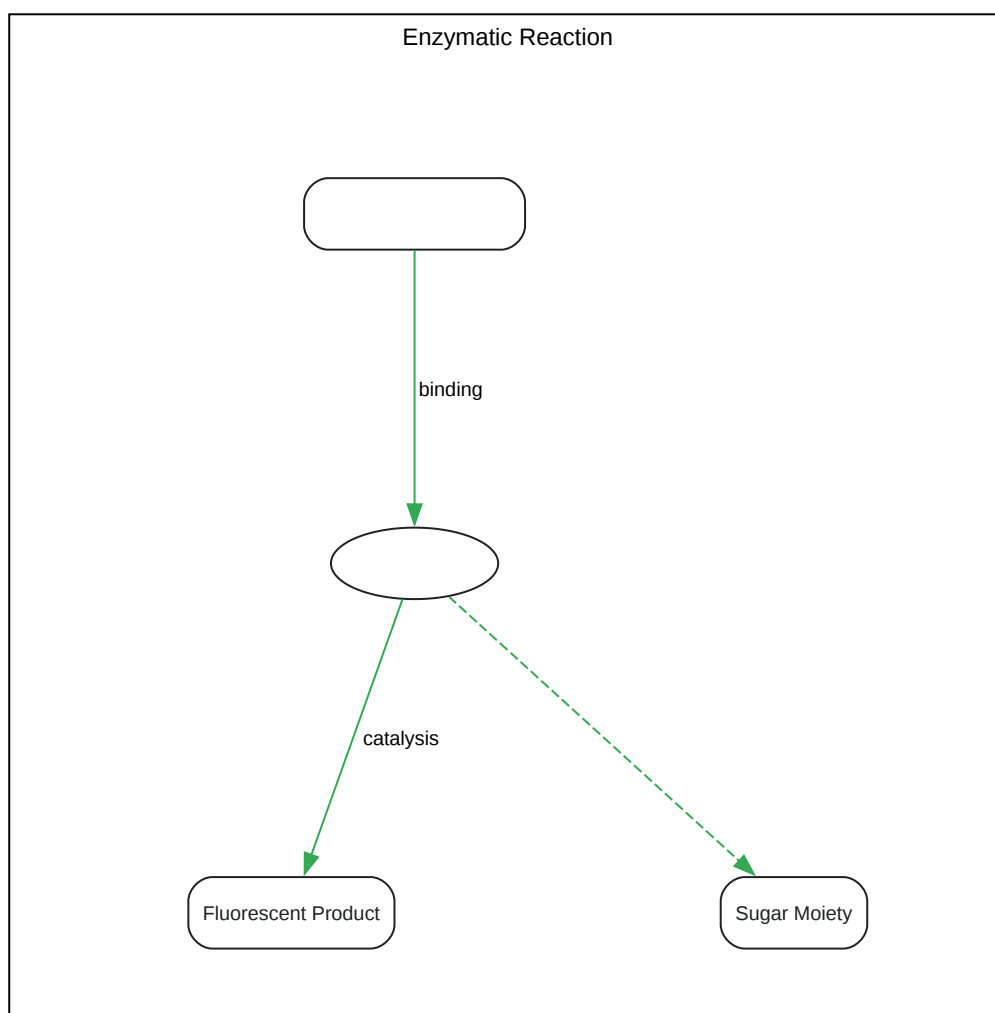 Enzymatic Reaction
binding
catalysis
Fluorescent Product
Sugar Moiety